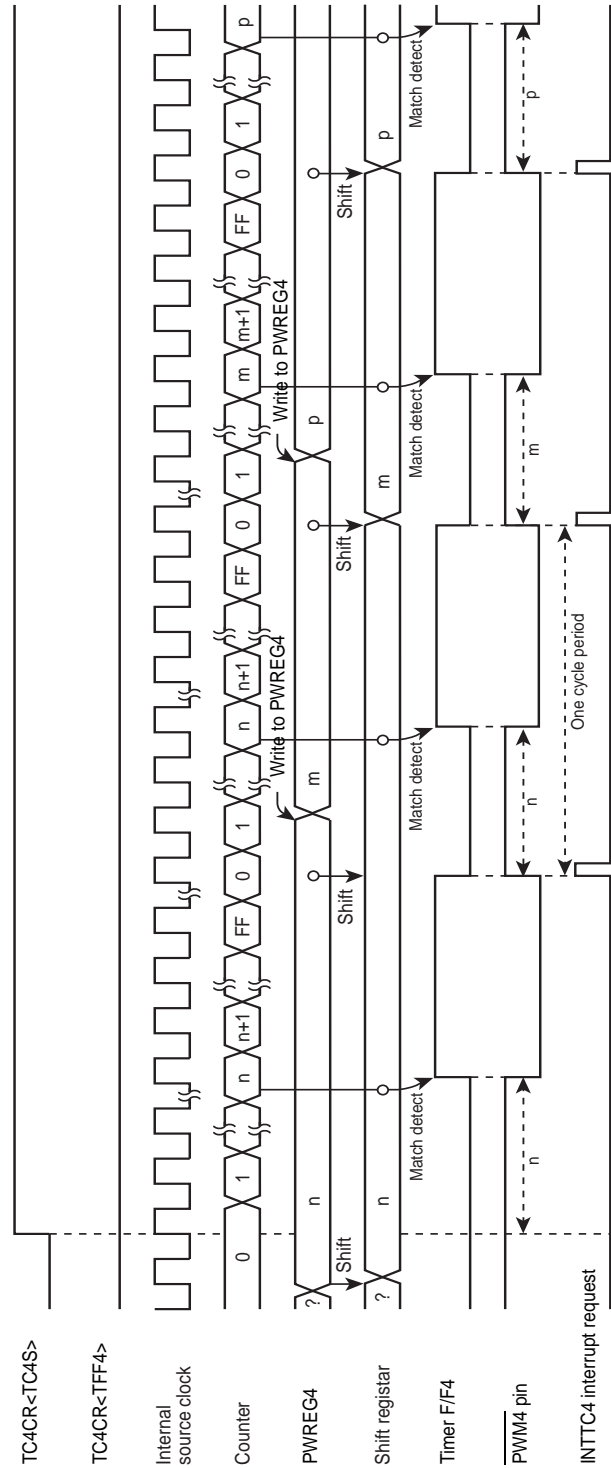 TC4CR<TC4S>
TC4CR<TFF4>
Internal
source clock
Counter 0 1 n n+1 FF 0 1 n n+1 FF 0 1 m m+1 FF 0 1 p
Write to PWREG4 Write to PWREG4
PWREG4 ? n m p
Shift Shift Shift Shift
Shift registar ? n m p
Match detect Match detect Match detect Match detect
Timer F/F4
PWM4 pin
n n m p
One cycle period
INTTC4 interrupt request